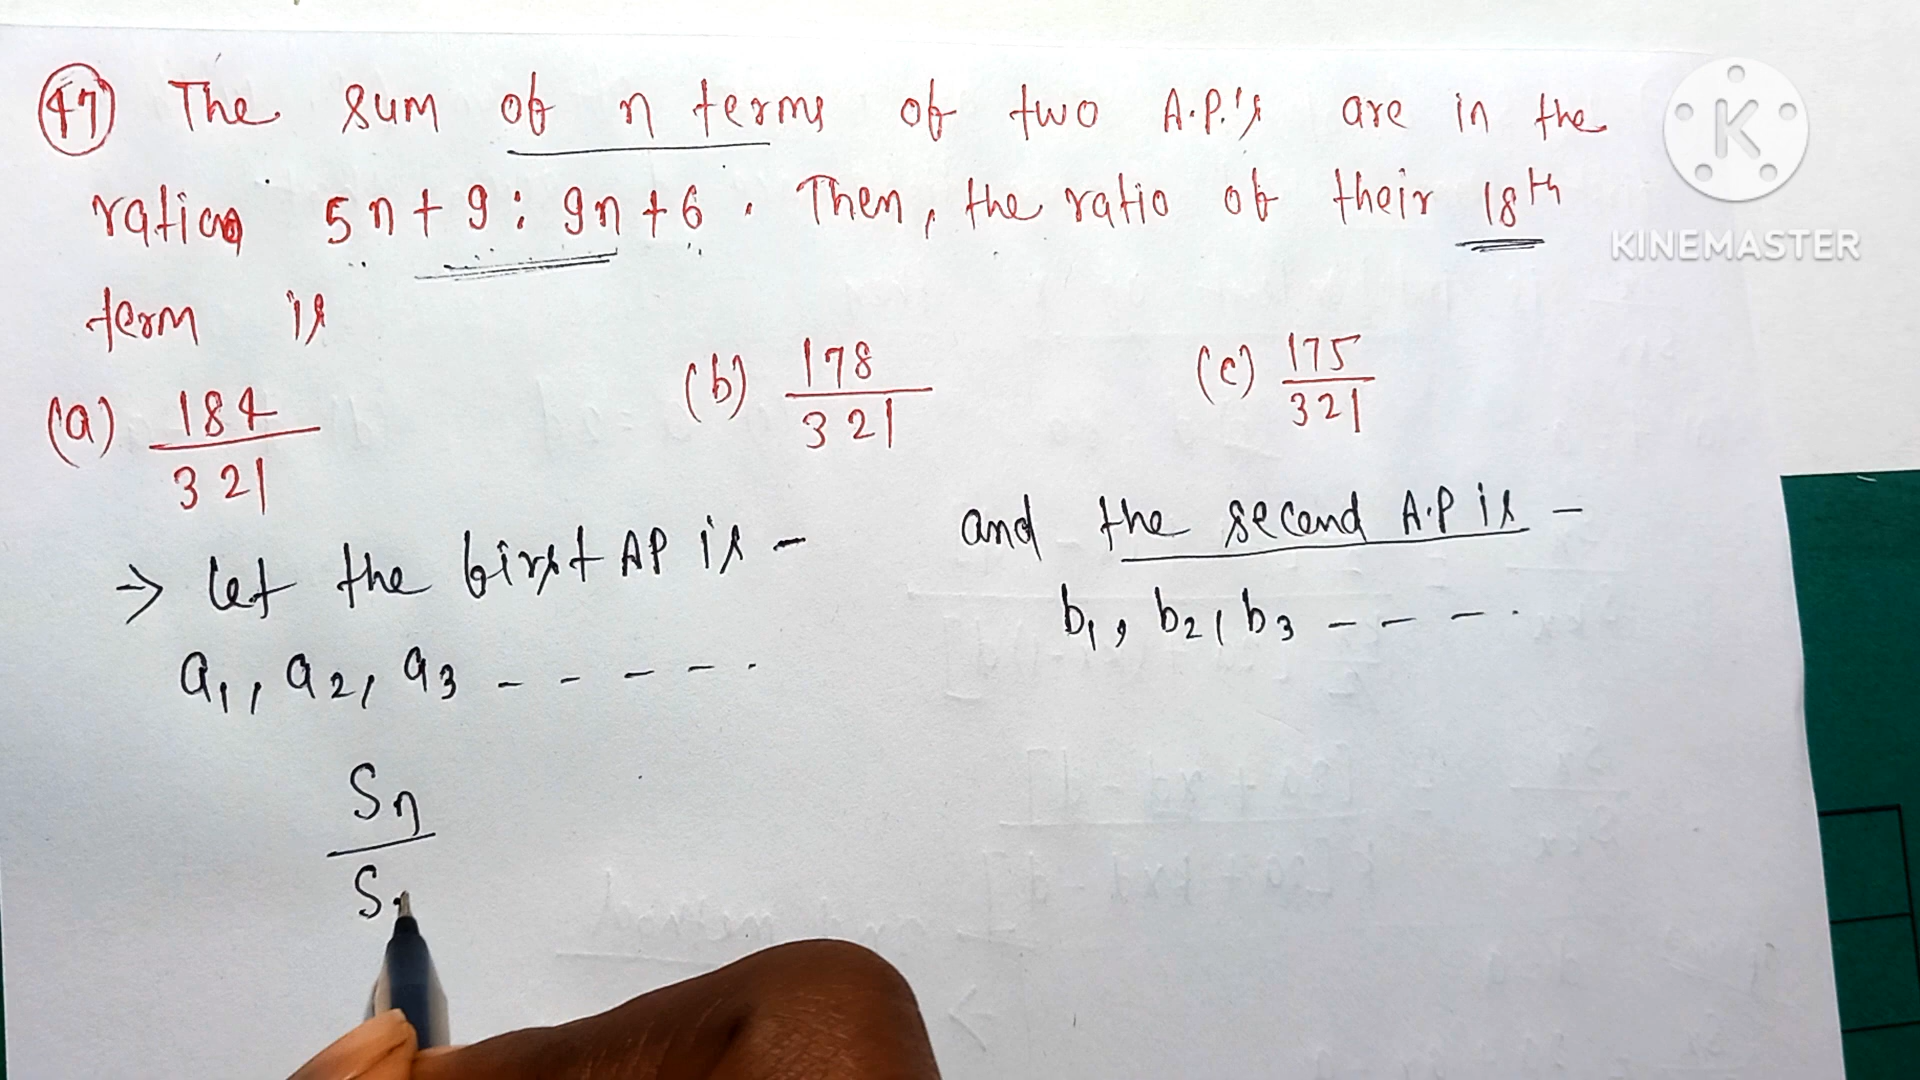 47 The sum of n terms of two A.P.'s are in the
ratio 5n+9 : 9n+6 . Then, the ratio of their 18th
term is
(a) 184/321 (b) 178/321 (c) 175/321
→ let the first AP is - and the second A.P is -
a1, a2, a3 - - - - - . b1, b2, b3 - - - .
Sn
S
K
KINEMASTER